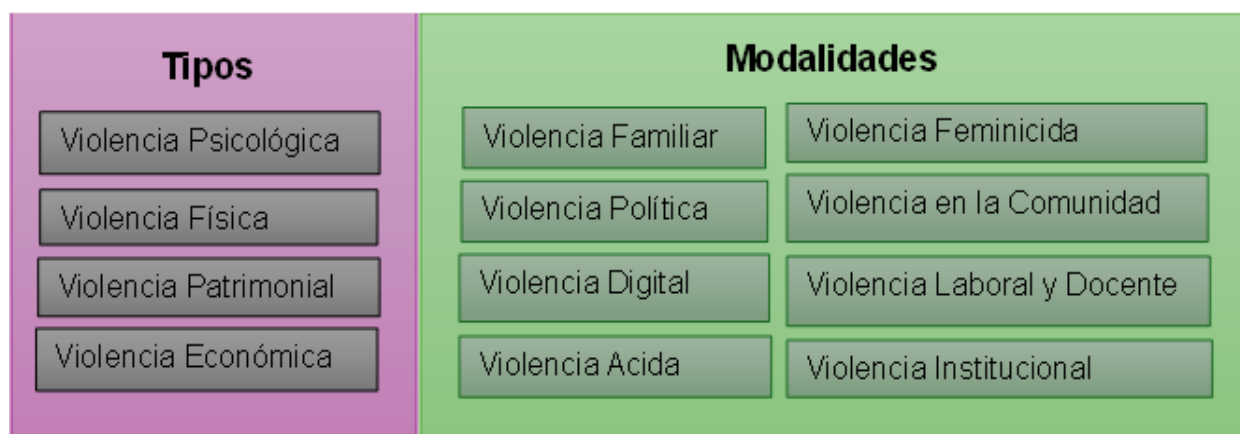 Tipos
Violencia Psicológica
Violencia Física
Violencia Patrimonial
Violencia Económica
Modalidades
Violencia Familiar
Violencia Feminicida
Violencia Política
Violencia en la Comunidad
Violencia Digital
Violencia Laboral y Docente
Violencia Acida
Violencia Institucional